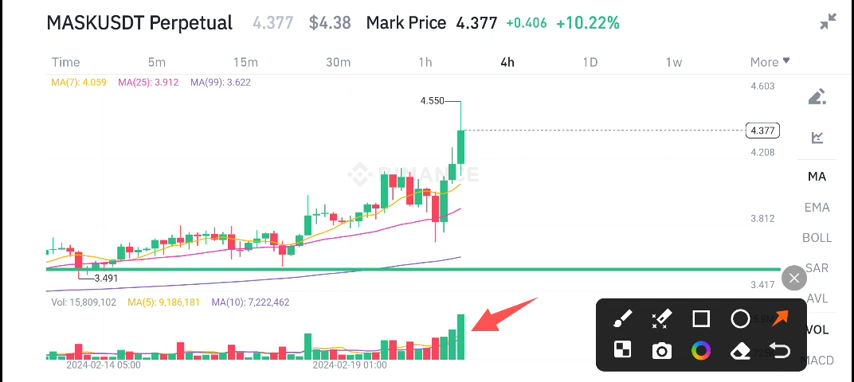 MASKUSDT Perpetual 4.377 $4.38 Mark Price 4.377 +0.406 +10.22%
Time 5m 15m 30m 1h 4h 1D 1w More
MA(7): 4.059 MA(25): 3.912 MA(99): 3.622
4.603
4.550
4.377
4.208
BINANCE
MA
EMA
3.812
BOLL
SAR
3.491
3.417
AVL
Vol: 15,809,102 MA(5): 9,186,181 MA(10): 7,222,462
VOL
MACD
2024-02-14 05:00 2024-02-19 01:00